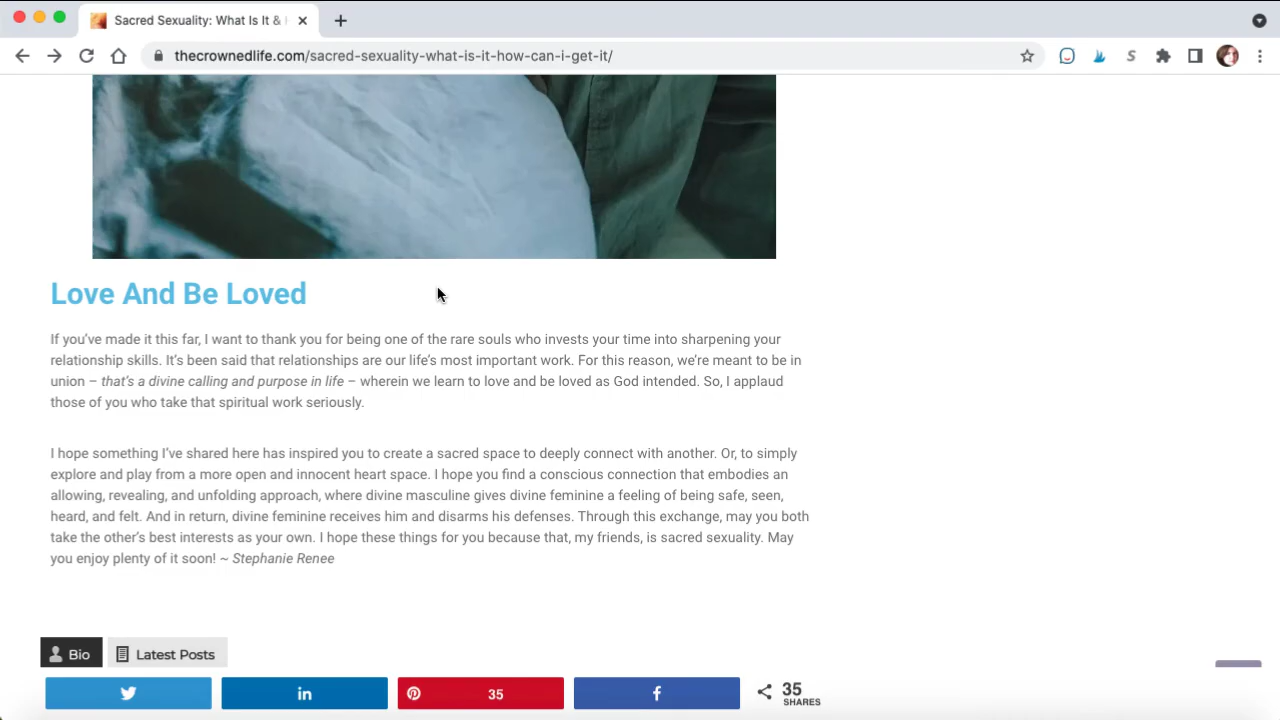 Sacred Sexuality: What Is It &
thecrownedlife.com/sacred-sexuality-what-is-it-how-can-i-get-it/
Love And Be Loved
If you've made it this far, I want to thank you for being one of the rare souls who invests your time into sharpening your
relationship skills. It's been said that relationships are our life's most important work. For this reason, we're meant to be in
union – that's a divine calling and purpose in life – wherein we learn to love and be loved as God intended. So, I applaud
those of you who take that spiritual work seriously.
I hope something I've shared here has inspired you to create a sacred space to deeply connect with another. Or, to simply
explore and play from a more open and innocent heart space. I hope you find a conscious connection that embodies an
allowing, revealing, and unfolding approach, where divine masculine gives divine feminine a feeling of being safe, seen,
heard, and felt. And in return, divine feminine receives him and disarms his defenses. Through this exchange, may you both
take the other's best interests as your own. I hope these things for you because that, my friends, is sacred sexuality. May
you enjoy plenty of it soon! ~ Stephanie Renee
Bio Latest Posts
35 35
SHARES